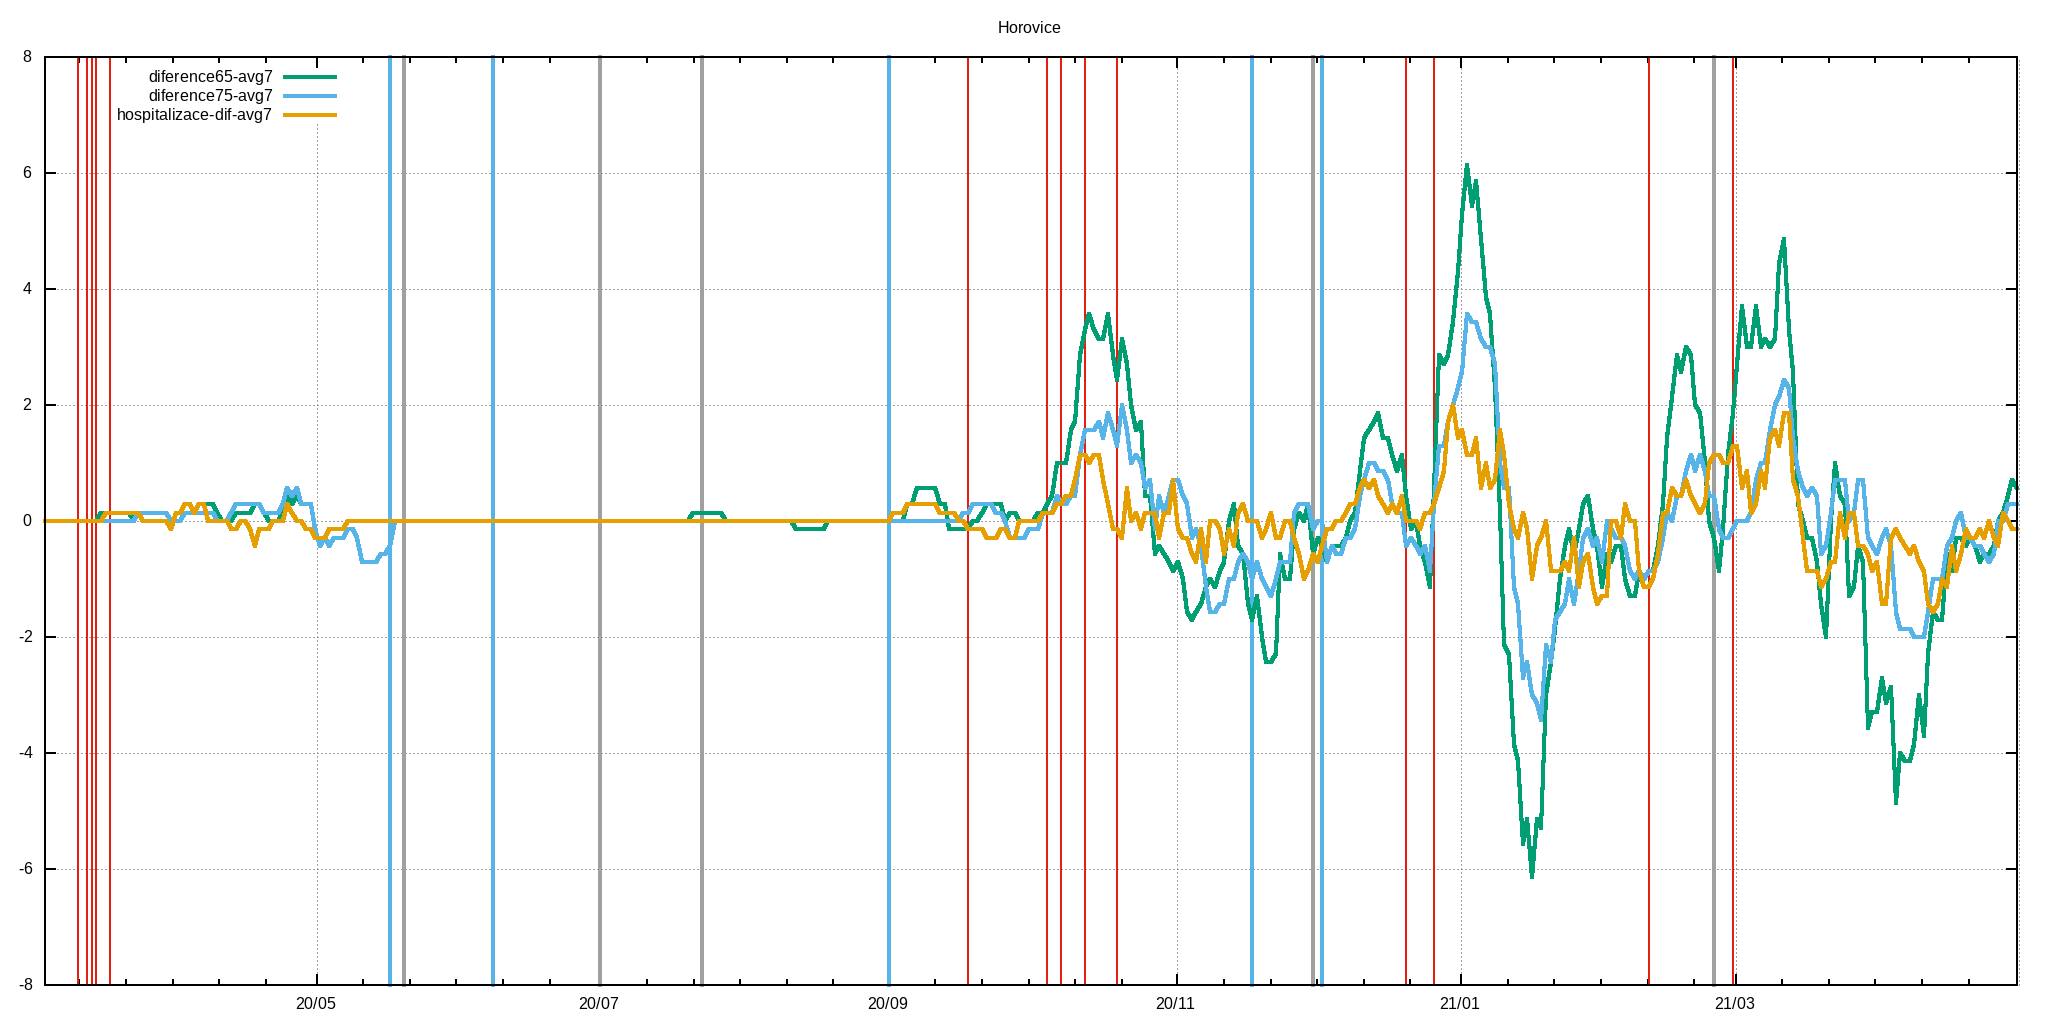 Horovice
8
diference65-avg7
diference75-avg7
hospitalizace-dif-avg7
6
4
2
0
-2
-4
-6
-8
20/05 20/07 20/09 20/11 21/01 21/03